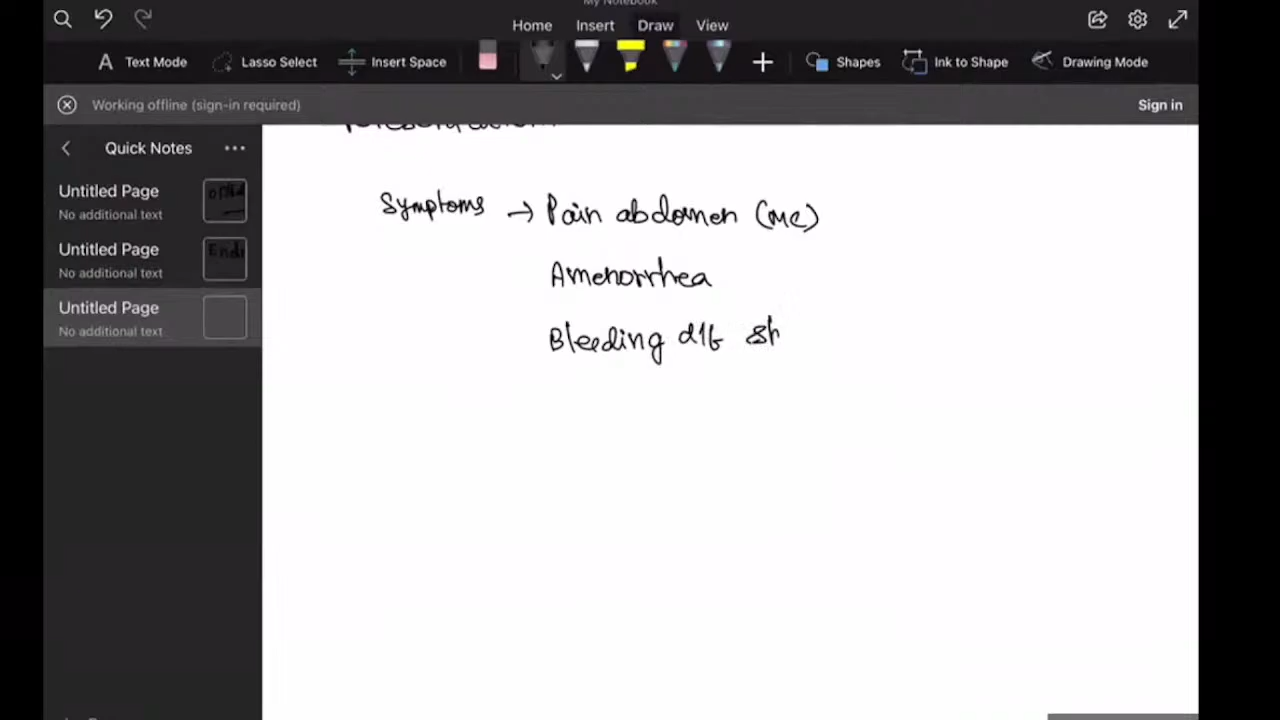 My Notebook
Home Insert Draw View
Text Mode Lasso Select Insert Space Shapes Ink to Shape Drawing Mode
Working offline (sign-in required) Sign in
Quick Notes
Untitled Page
No additional text
Untitled Page
No additional text
Untitled Page
No additional text
Symptoms → Pain abdomen (MC)
Amenorrhea
Bleeding d/t sh